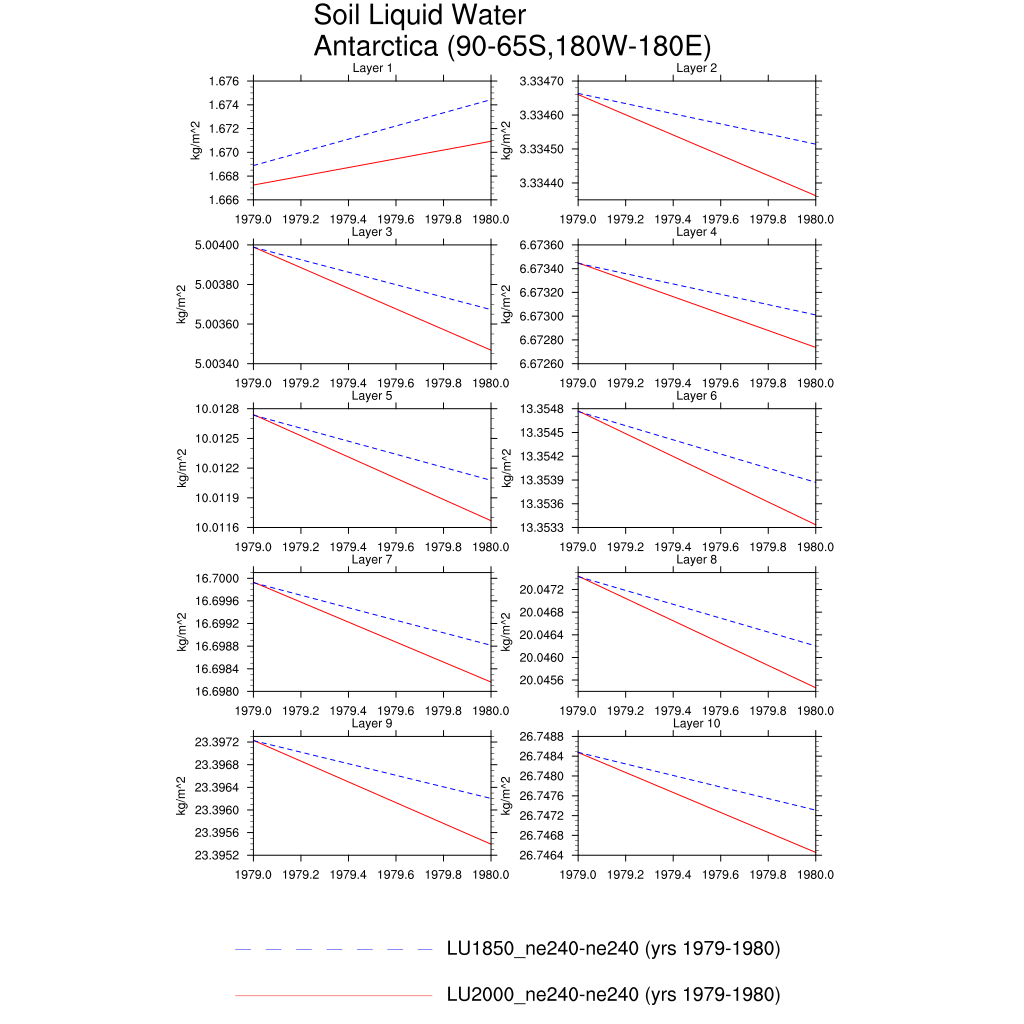 Soil Liquid Water
Antarctica (90-65S,180W-180E)
Layer 1
1.676
1.674
1.672
1.670
1.668
1.666
kg/m^2
1979.0 1979.2 1979.4 1979.6 1979.8 1980.0
Layer 2
3.33470
3.33460
3.33450
3.33440
kg/m^2
1979.0 1979.2 1979.4 1979.6 1979.8 1980.0
Layer 3
5.00400
5.00380
5.00360
5.00340
kg/m^2
1979.0 1979.2 1979.4 1979.6 1979.8 1980.0
Layer 4
6.67360
6.67340
6.67320
6.67300
6.67280
6.67260
kg/m^2
1979.0 1979.2 1979.4 1979.6 1979.8 1980.0
Layer 5
10.0128
10.0125
10.0122
10.0119
10.0116
kg/m^2
1979.0 1979.2 1979.4 1979.6 1979.8 1980.0
Layer 6
13.3548
13.3545
13.3542
13.3539
13.3536
13.3533
kg/m^2
1979.0 1979.2 1979.4 1979.6 1979.8 1980.0
Layer 7
16.7000
16.6996
16.6992
16.6988
16.6984
16.6980
kg/m^2
1979.0 1979.2 1979.4 1979.6 1979.8 1980.0
Layer 8
20.0472
20.0468
20.0464
20.0460
20.0456
kg/m^2
1979.0 1979.2 1979.4 1979.6 1979.8 1980.0
Layer 9
23.3972
23.3968
23.3964
23.3960
23.3956
23.3952
kg/m^2
1979.0 1979.2 1979.4 1979.6 1979.8 1980.0
Layer 10
26.7488
26.7484
26.7480
26.7476
26.7472
26.7468
26.7464
kg/m^2
1979.0 1979.2 1979.4 1979.6 1979.8 1980.0
LU1850_ne240-ne240 (yrs 1979-1980)
LU2000_ne240-ne240 (yrs 1979-1980)